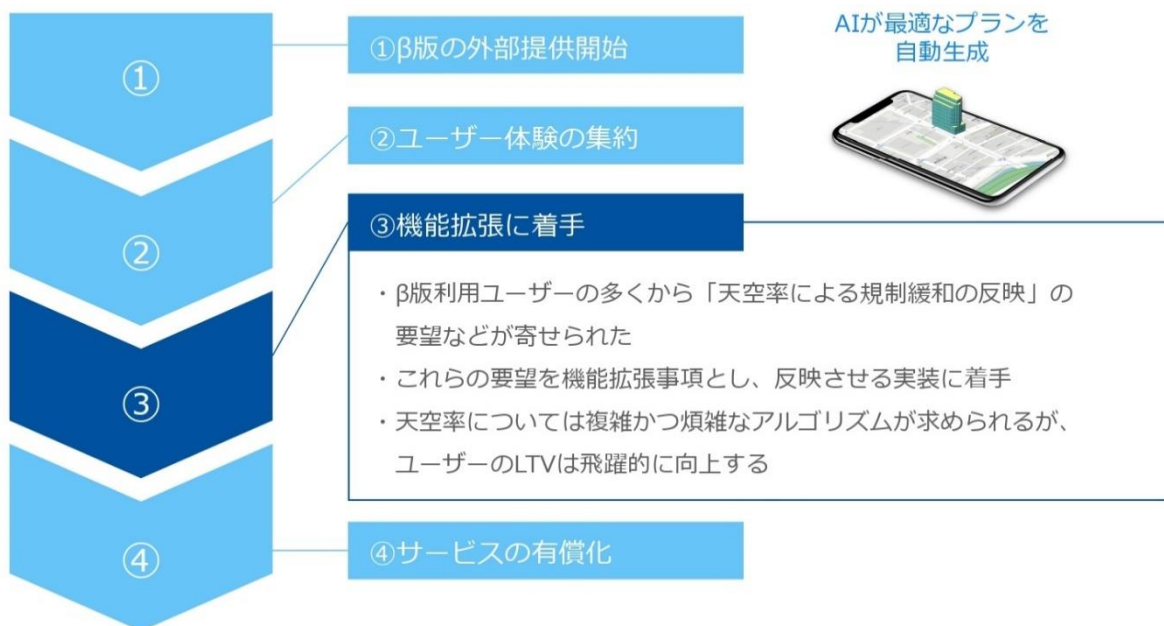 ①
①β版の外部提供開始
AIが最適なプランを
自動生成
②
②ユーザー体験の集約
③
③機能拡張に着手
・β版利用ユーザーの多くから「天空率による規制緩和の反映」の
要望などが寄せられた
・これらの要望を機能拡張事項とし、反映させる実装に着手
・天空率については複雑かつ煩雑なアルゴリズムが求められるが、
ユーザーのLTVは飛躍的に向上する
④
④サービスの有償化